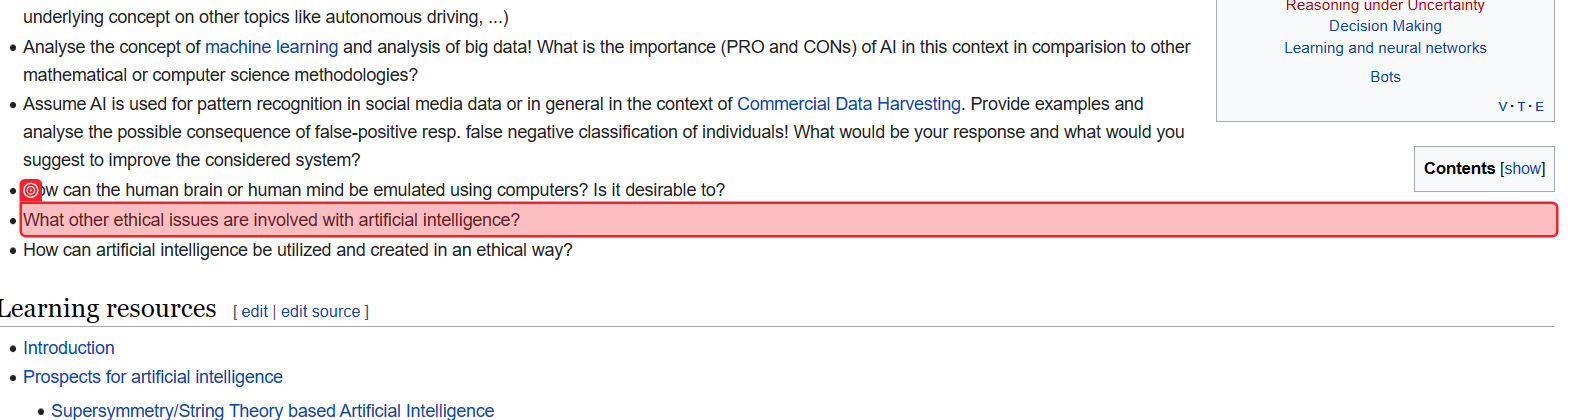 underlying concept on other topics like autonomous driving, ...)
• Analyse the concept of machine learning and analysis of big data! What is the importance (PRO and CONs) of AI in this context in comparision to other
mathematical or computer science methodologies?
• Assume AI is used for pattern recognition in social media data or in general in the context of Commercial Data Harvesting. Provide examples and
analyse the possible consequence of false-positive resp. false negative classification of individuals! What would be your response and what would you
suggest to improve the considered system?
• ow can the human brain or human mind be emulated using computers? Is it desirable to?
• What other ethical issues are involved with artificial intelligence?
• How can artificial intelligence be utilized and created in an ethical way?
Learning resources [ edit | edit source ]
• Introduction
• Prospects for artificial intelligence
• Supersymmetry/String Theory based Artificial Intelligence
Reasoning under Uncertainty
Decision Making
Learning and neural networks
Bots
V · T · E
Contents [show]